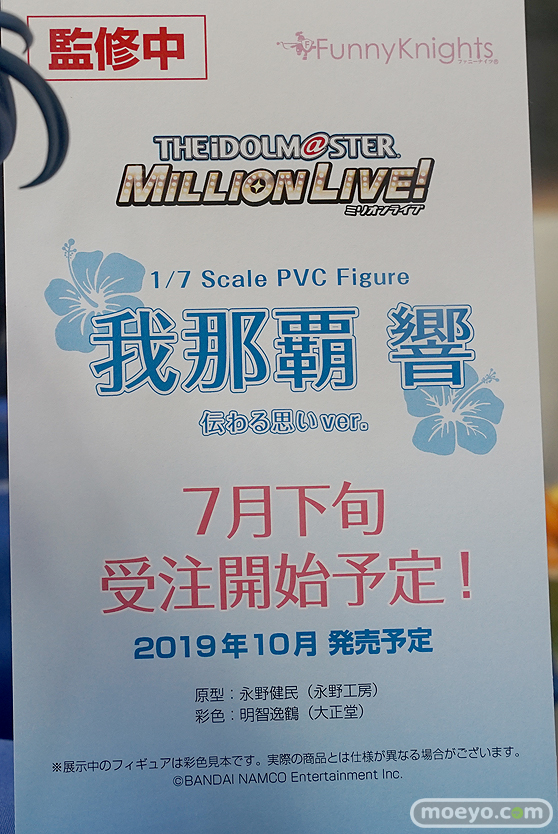 監修中
FunnyKnights
ファニーナイツ
THE iDOLM@STER
MILLION LIVE!
ミリオンライブ
1/7 Scale PVC Figure
我那覇 響
伝わる思いver.
7月下旬
受注開始予定!
2019年10月 発売予定
原型:永野健民(永野工房)
彩色:明智逸鶴(大正堂)
※展示中のフィギュアは彩色見本です。実際の商品とは仕様が異なる場合がございます。
©BANDAI NAMCO Entertainment Inc.
moeyo.com